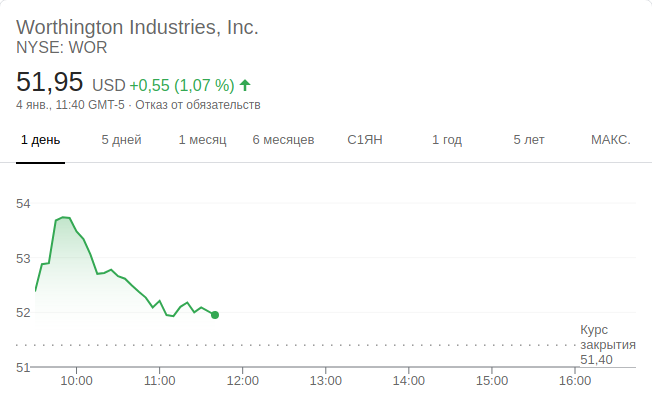 Worthington Industries, Inc.
NYSE: WOR
51,95 USD +0,55 (1,07 %)
4 янв., 11:40 GMT-5 · Отказ от обязательств
1 день 5 дней 1 месяц 6 месяцев С1ЯН 1 год 5 лет МАКС.
54
53
52
51
Курс
закрытия
51,40
10:00 11:00 12:00 13:00 14:00 15:00 16:00